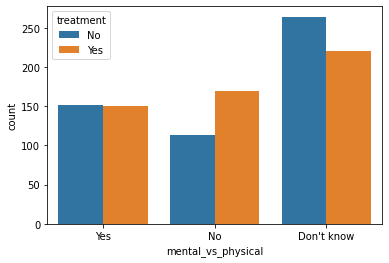 treatment
No
Yes
250
200
150
100
50
0
count
Yes No Don't know
mental_vs_physical